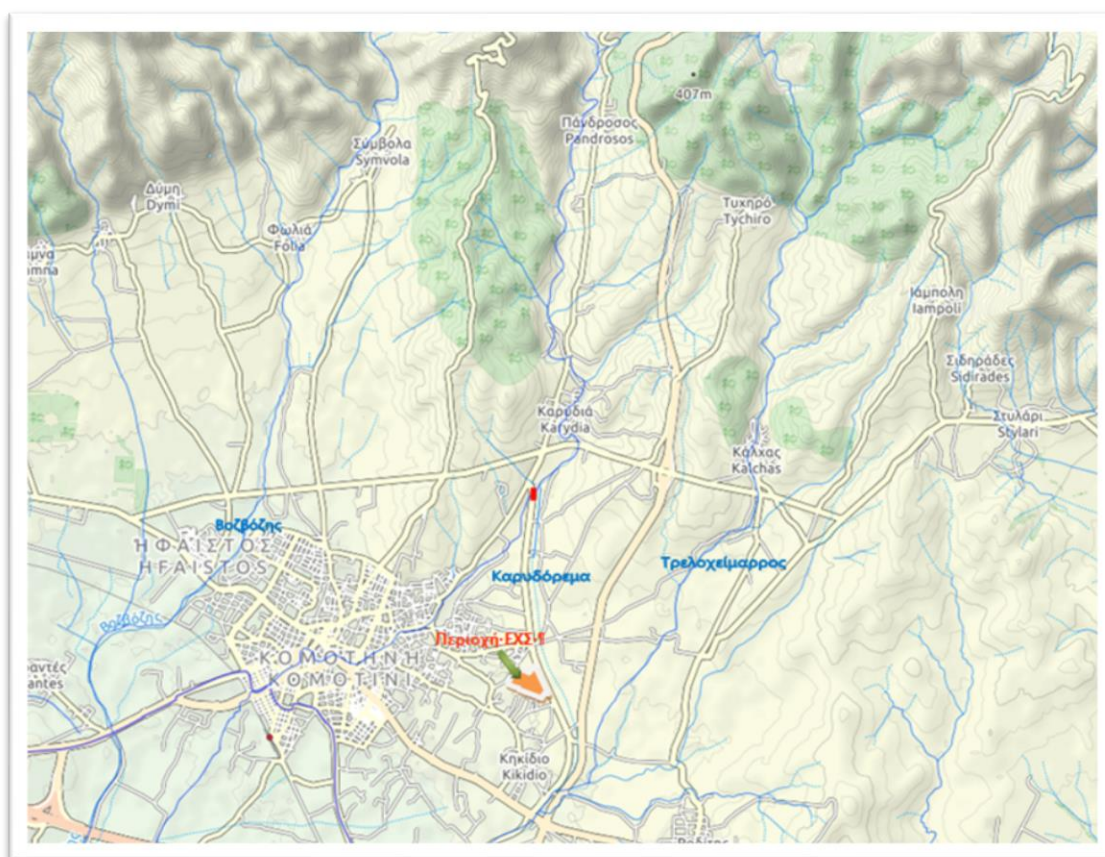 407m
Πάνδροσος
Pandrosos
Σύμβολα
Symvola
Δύμη
Dymi
Τυχηρό
Tychiro
Φωλιά
Folia
Ιαμπολη
Iampoli
Σιδηράδες
Sidirades
Καρυδιά
Karydia
Στυλάρι
Stylari
Κάλχας
Kalchas
Βοζβόζης
ΗΦΑΙΣΤΟΣ
HFAISTOS
Τρελοχείμαρρος
Καρυδόρεμα
Βοζβόζης
Περιοχή ΕΧΣ 1
ΚΟΜΟΤΗΝΗ
KOMOTINI
Κηκίδιο
Kikidio